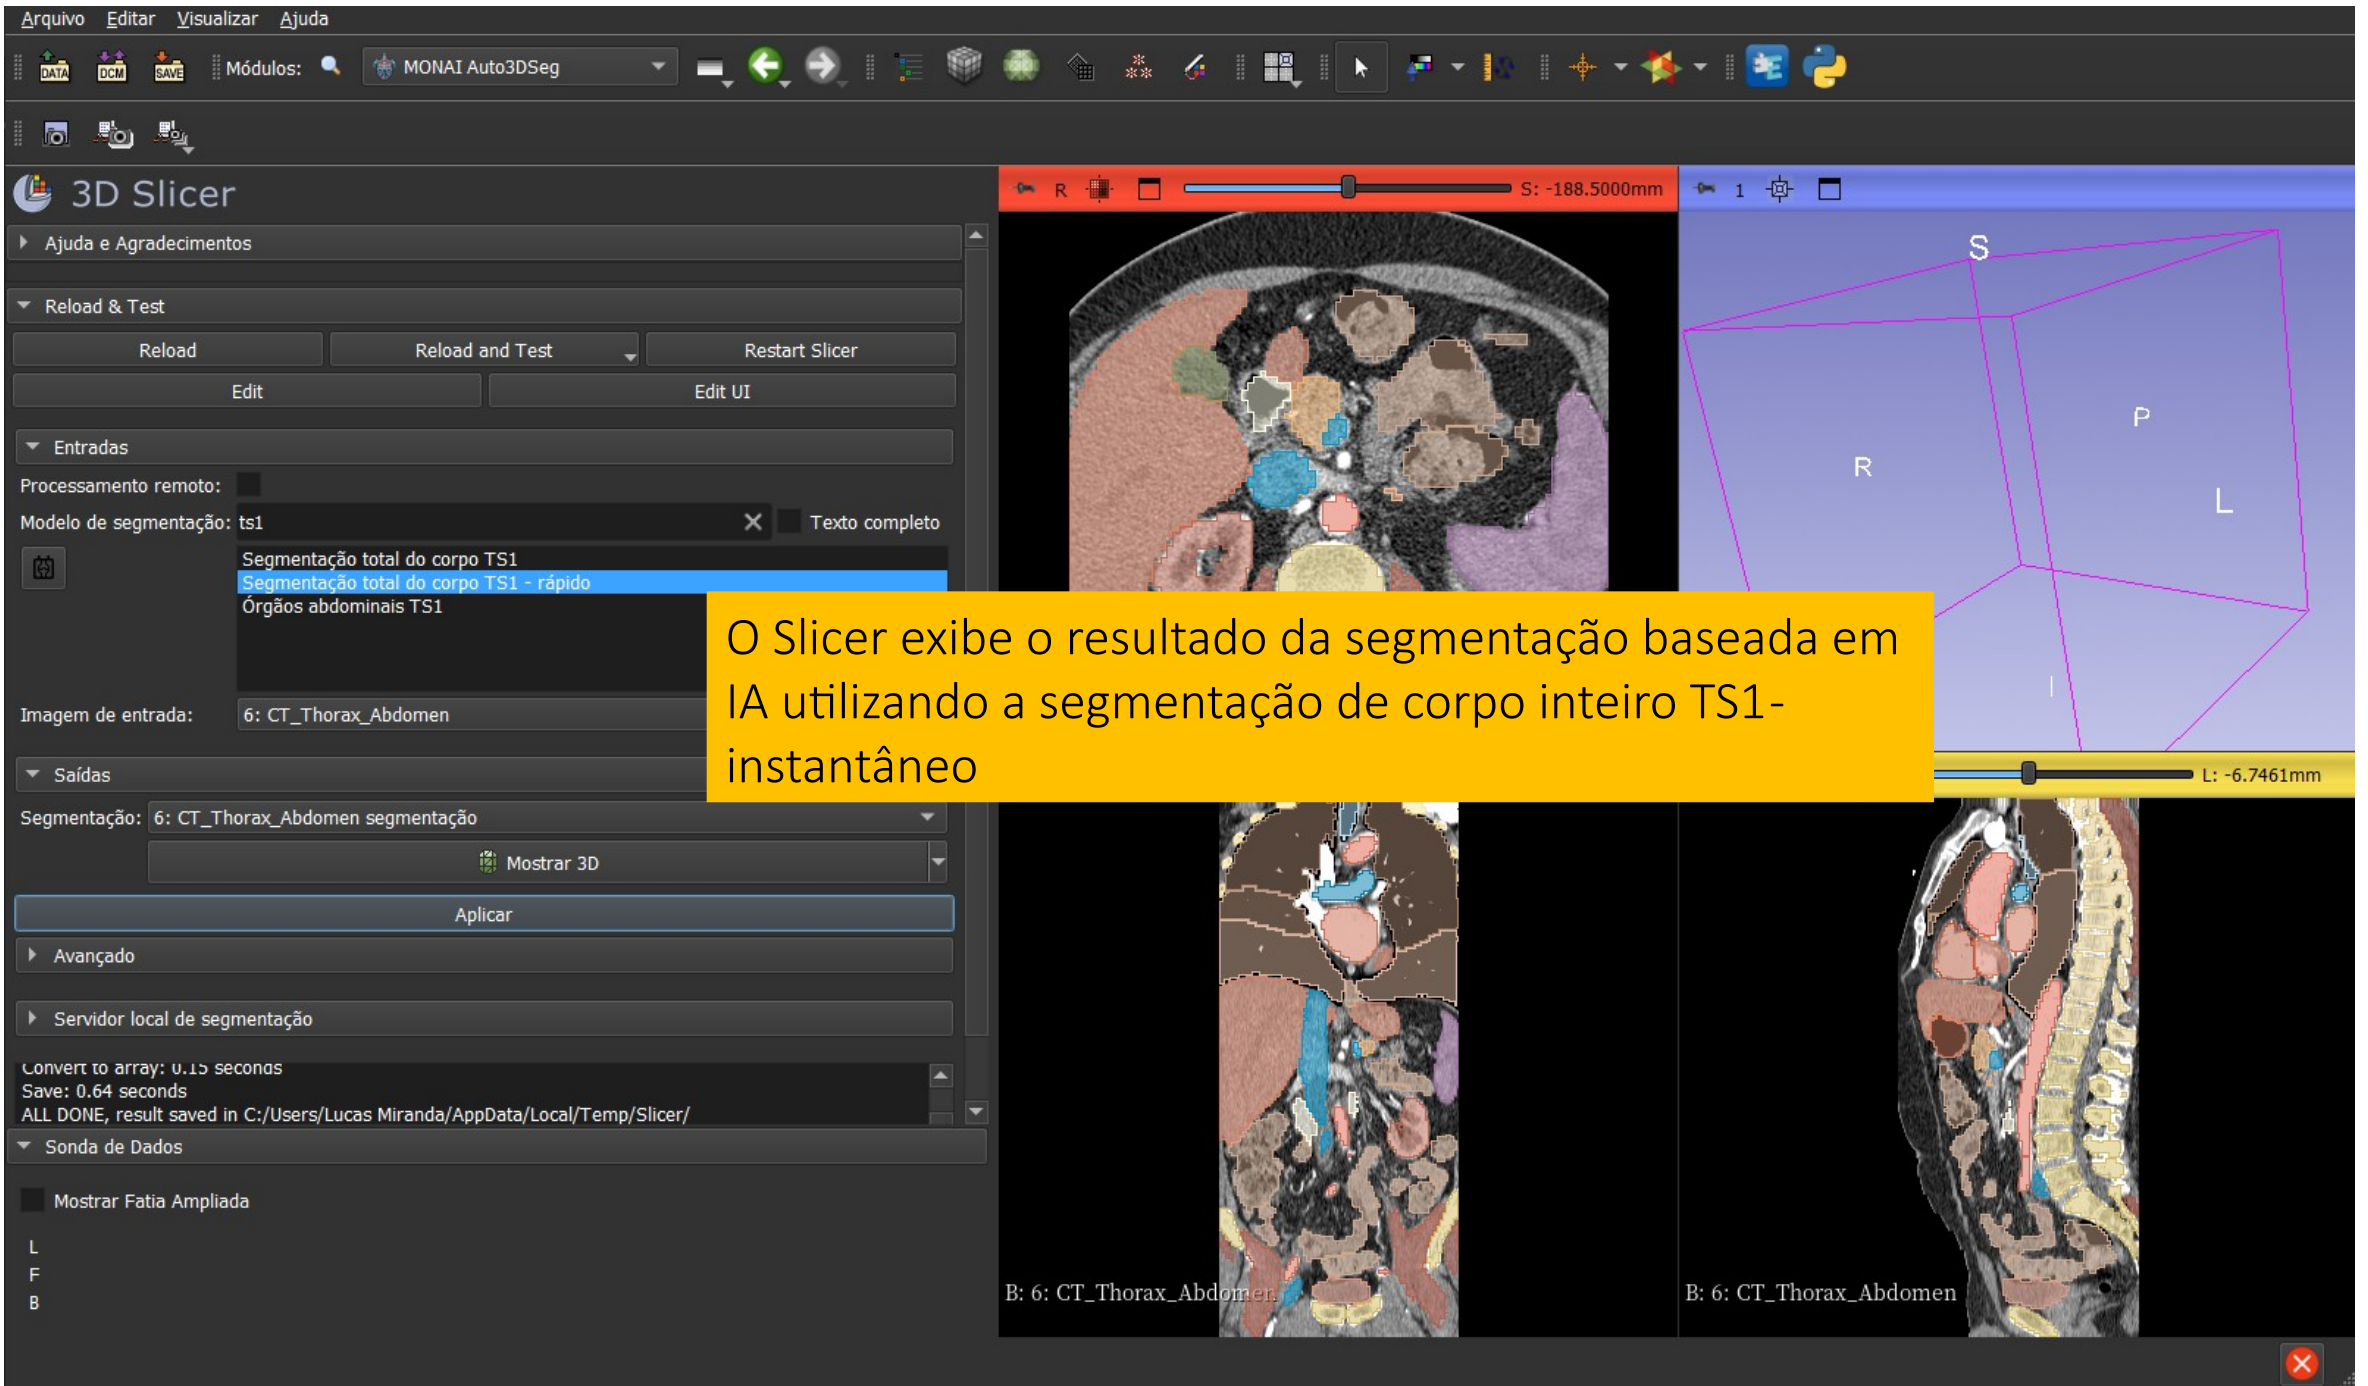 Arquivo Editar Visualizar Ajuda
DATA DCM SAVE Módulos: MONAI Auto3DSeg
3D Slicer
R S: -188.5000mm 1
Ajuda e Agradecimentos
Reload & Test
Reload Reload and Test Restart Slicer
Edit Edit UI
Entradas
Processamento remoto:
Modelo de segmentação: ts1 Texto completo
Segmentação total do corpo TS1
Segmentação total do corpo TS1 - rápido
Órgãos abdominais TS1
Imagem de entrada: 6: CT_Thorax_Abdomen
Saídas
Segmentação: 6: CT_Thorax_Abdomen segmentação
Mostrar 3D
Aplicar
Avançado
Servidor local de segmentação
Convert to array: 0.15 seconds
Save: 0.64 seconds
ALL DONE, result saved in C:/Users/Lucas Miranda/AppData/Local/Temp/Slicer/
Sonda de Dados
Mostrar Fatia Ampliada
L
F
B
S
P
R
L
I
O Slicer exibe o resultado da segmentação baseada em
IA utilizando a segmentação de corpo inteiro TS1-
instantâneo
L: -6.7461mm
B: 6: CT_Thorax_Abdomen
B: 6: CT_Thorax_Abdomen